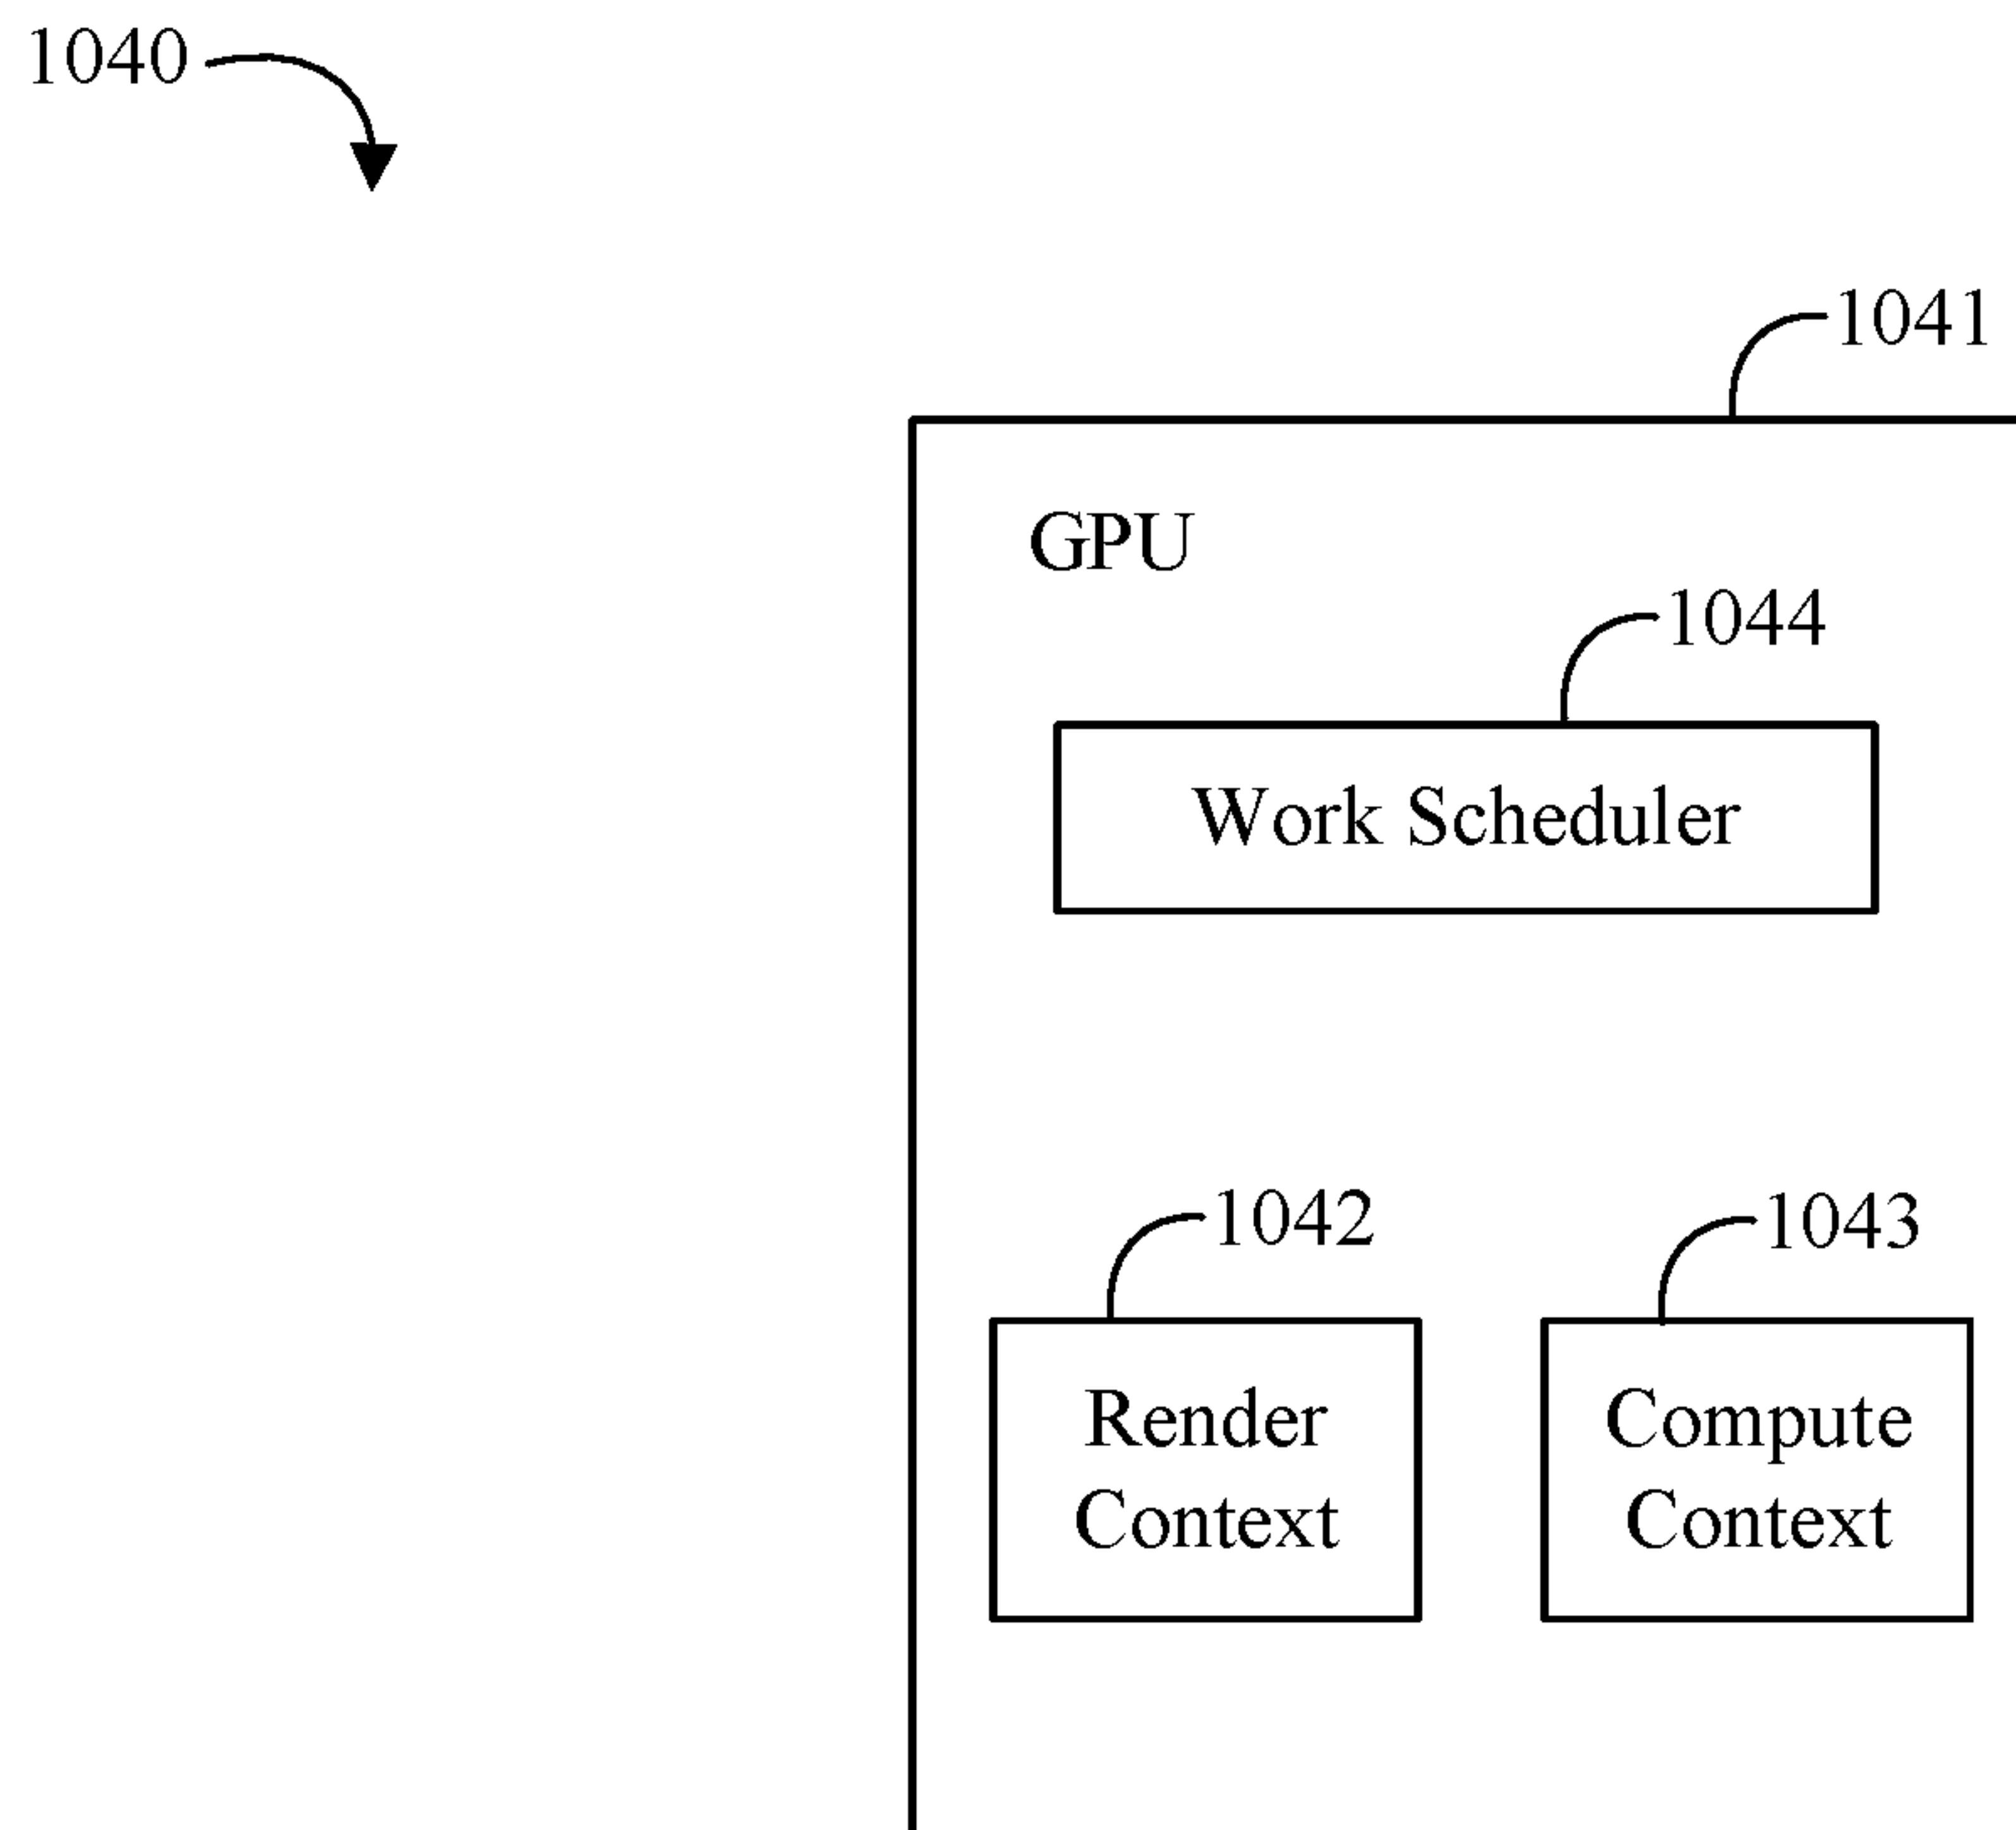 1040
1041
GPU
1044
Work Scheduler
1042
1043
Render
Context
Compute
Context